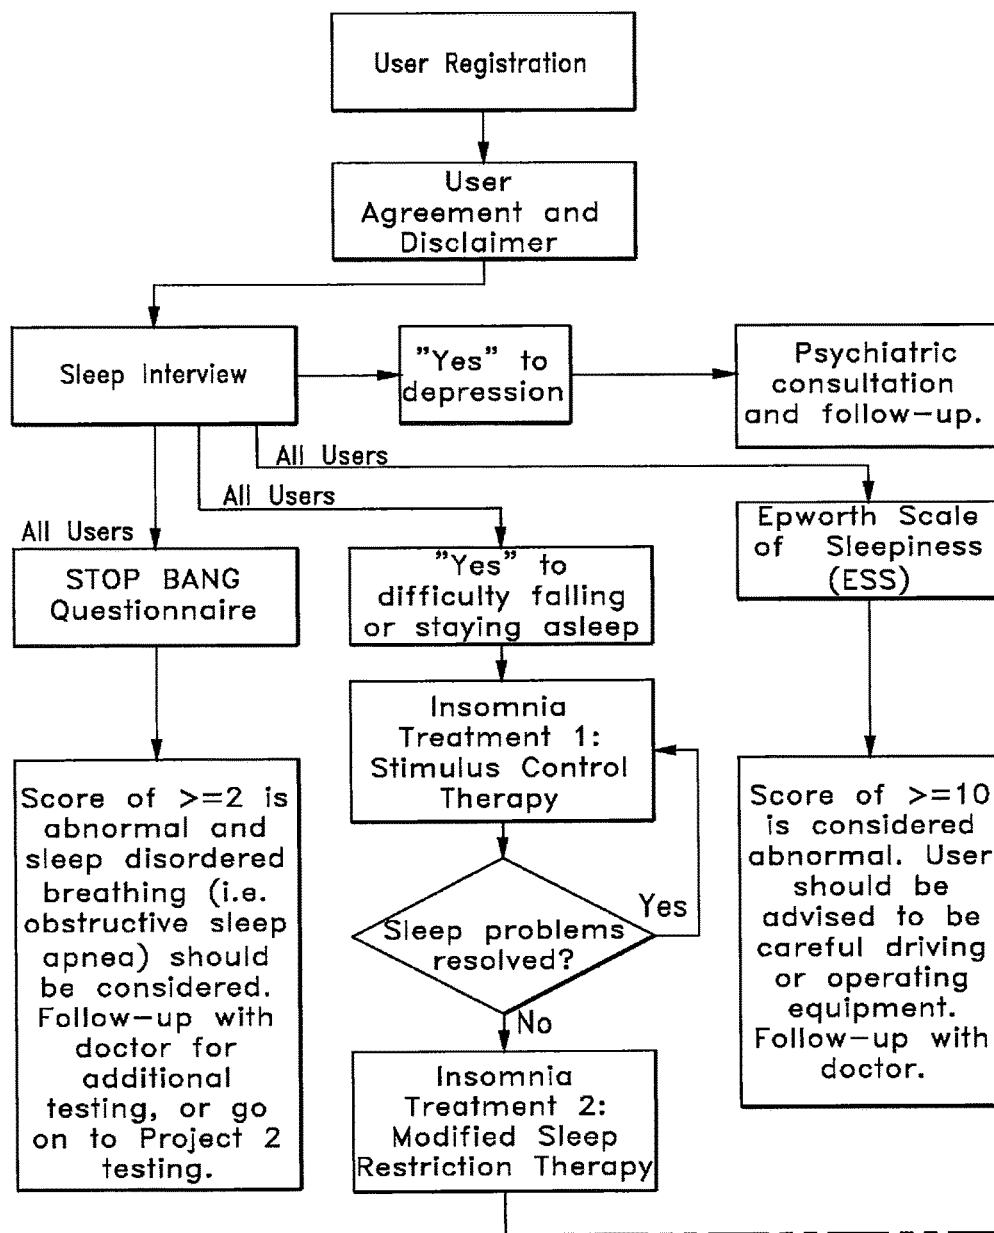 User Registration
User
Agreement and
Disclaimer
Sleep Interview
"Yes" to
depression
Psychiatric
consultation
and follow-up.
All Users
All Users
All Users
STOP BANG
Questionnaire
"Yes" to
difficulty falling
or staying asleep
Epworth Scale
of Sleepiness
(ESS)
Insomnia
Treatment 1:
Stimulus Control
Therapy
Score of >=2 is
abnormal and
sleep disordered
breathing (i.e.
obstructive sleep
apnea) should
be considered.
Follow-up with
doctor for
additional
testing, or go
on to Project 2
testing.
Sleep problems
resolved?
Yes
No
Insomnia
Treatment 2:
Modified Sleep
Restriction Therapy
Score of >=10
is considered
abnormal. User
should be
advised to be
careful driving
or operating
equipment.
Follow-up with
doctor.